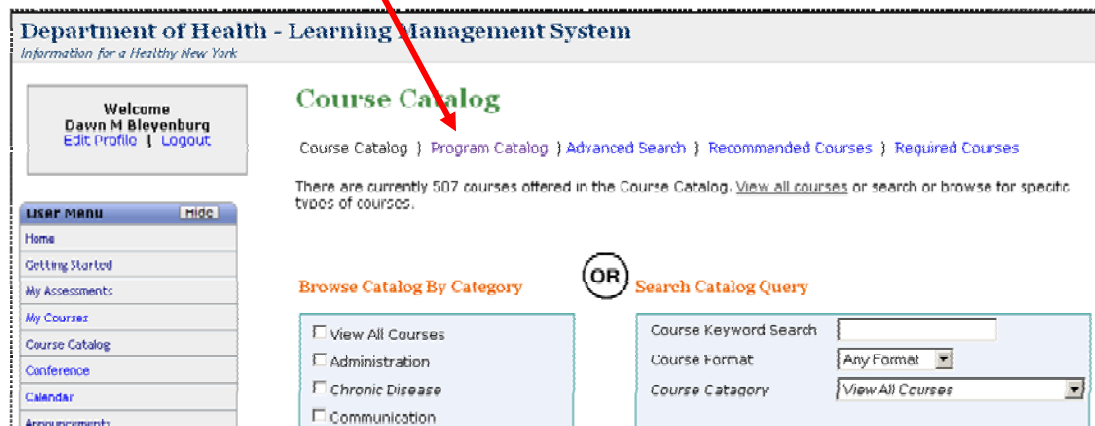 Department of Health - Learning Management System
Information for a Healthy New York
Welcome
Dawn M Bleyenburg
Edit Profile | Logout
User Menu Hide
Home
Getting Started
My Assessments
My Courses
Course Catalog
Conference
Calendar
Announcements
Course Catalog
Course Catalog } Program Catalog } Advanced Search } Recommended Courses } Required Courses
There are currently 507 courses offered in the Course Catalog. View all courses or search or browse for specific
types of courses.
Browse Catalog By Category
View All Courses
Administration
Chronic Disease
Communication
OR
Search Catalog Query
Course Keyword Search
Course Format Any Format
Course Catagory View All Courses